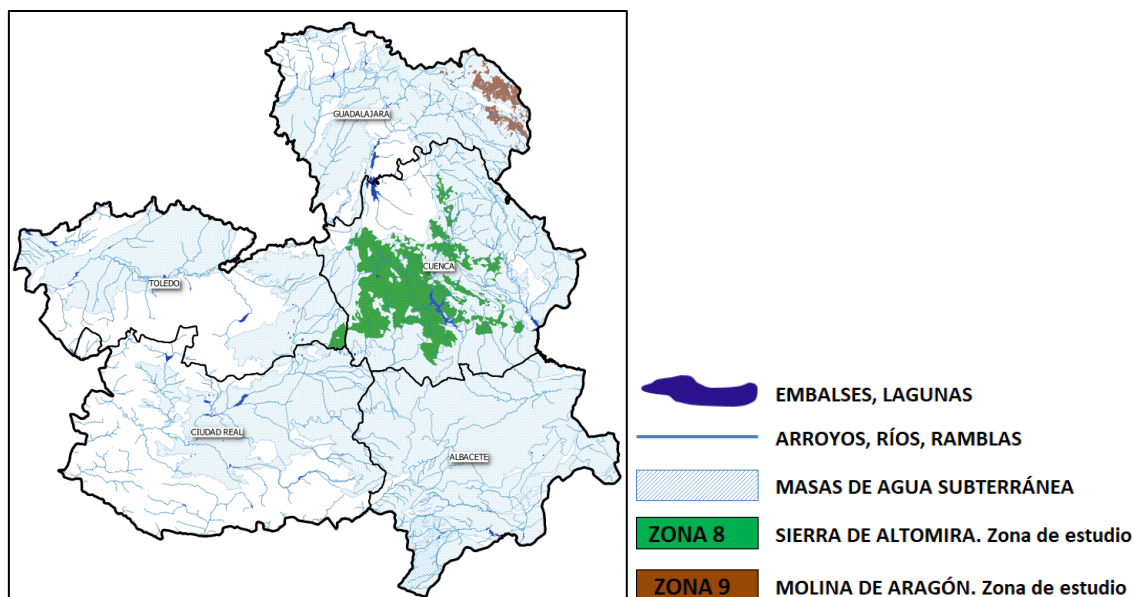 GUADALAJARA
CUENCA
TOLEDO
CIUDAD REAL
ALBACETE
EMBALSES, LAGUNAS
ARROYOS, RÍOS, RAMBLAS
MASAS DE AGUA SUBTERRÁNEA
ZONA 8 SIERRA DE ALTOMIRA. Zona de estudio
ZONA 9 MOLINA DE ARAGÓN. Zona de estudio